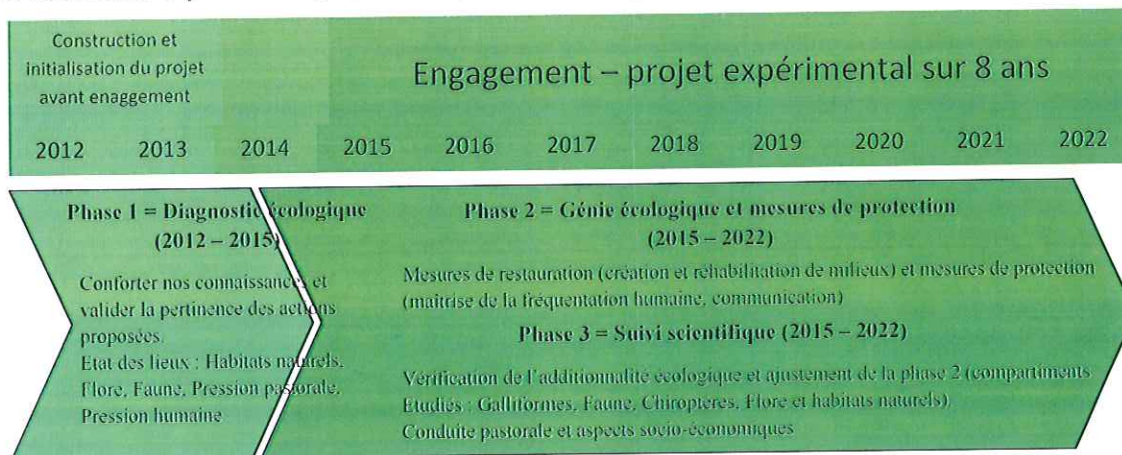 Construction et
initialisation du projet
avant enaggement
Engagement – projet expérimental sur 8 ans
2012 2013 2014 2015 2016 2017 2018 2019 2020 2021 2022
Phase 1 = Diagnostic écologique
(2012 – 2015)
Conforter nos connaissances et
valider la pertinence des actions
proposées.
Etat des lieux : Habitats naturels,
Flore, Faune, Pression pastorale,
Pression humaine
Phase 2 = Génie écologique et mesures de protection
(2015 – 2022)
Mesures de restauration (création et réhabilitation de milieux) et mesures de protection
(maîtrise de la fréquentation humaine, communication)
Phase 3 = Suivi scientifique (2015 – 2022)
Vérification de l'additionnalité écologique et ajustement de la phase 2 (compartiments
Etudiés : Galliformes, Faune, Chiroptères, Flore et habitats naturels)
Conduite pastorale et aspects socio-économiques